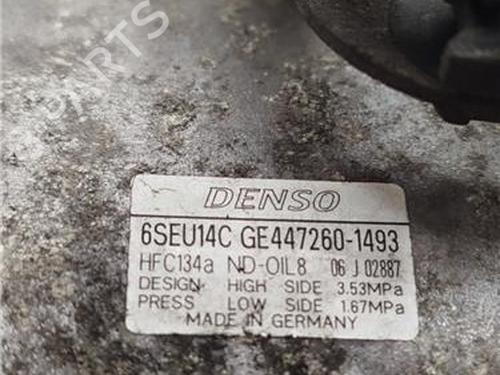 PARTS
DENSO
6SEU14C GE447260-1493
HFC134a ND-OIL8 06 J 02887
DESIGN HIGH SIDE 3.53MPa
PRESS LOW SIDE 1.67MPa
MADE IN GERMANY